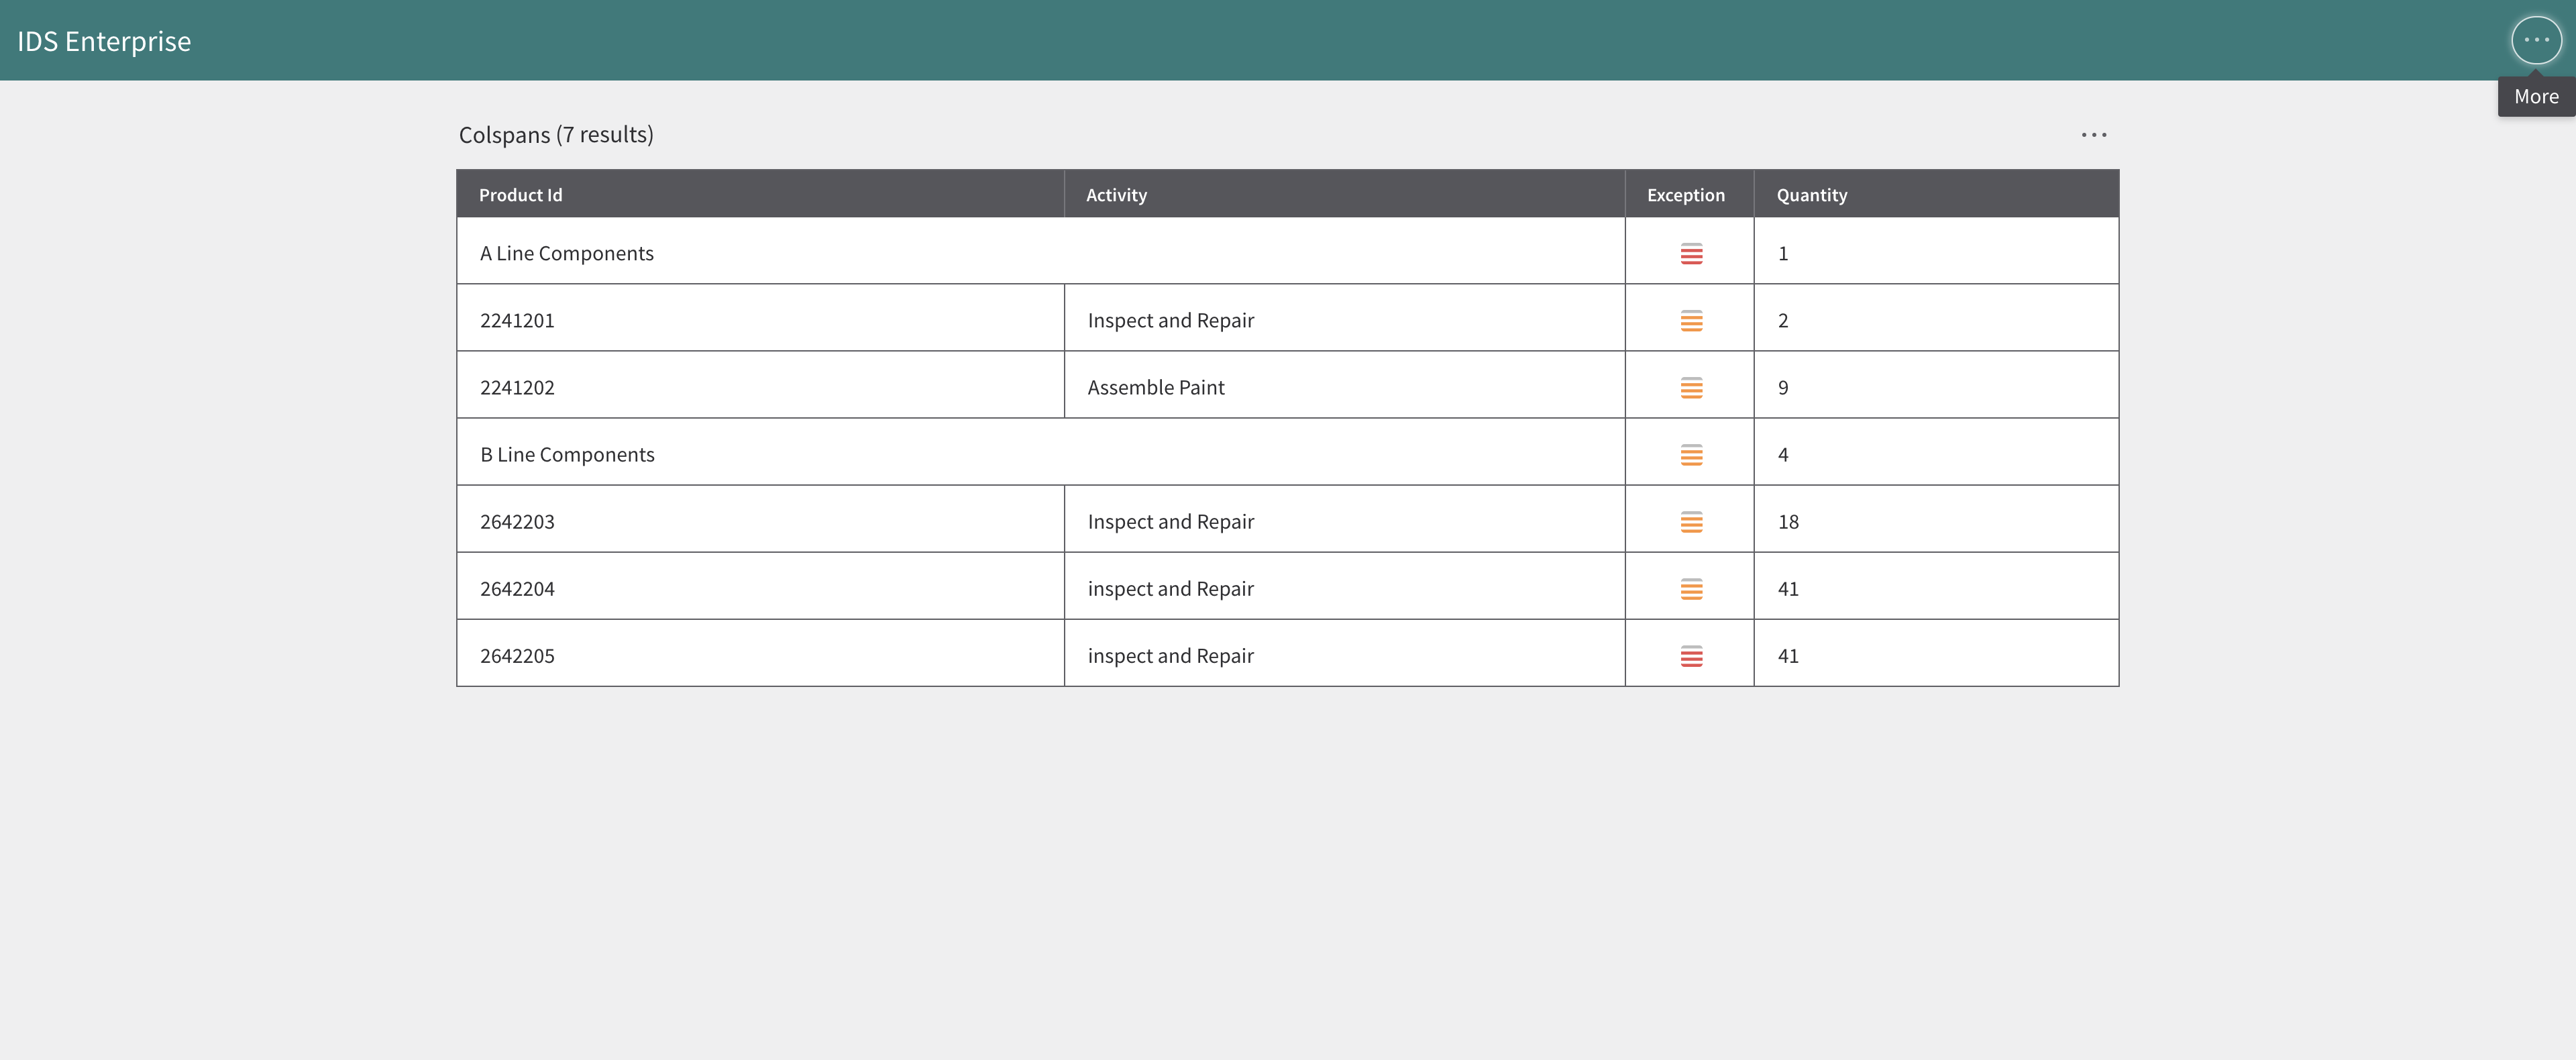 IDS Enterprise
More
Colspans (7 results)
Product Id Activity Exception Quantity
A Line Components 1
2241201 Inspect and Repair 2
2241202 Assemble Paint 9
B Line Components 4
2642203 Inspect and Repair 18
2642204 inspect and Repair 41
2642205 inspect and Repair 41